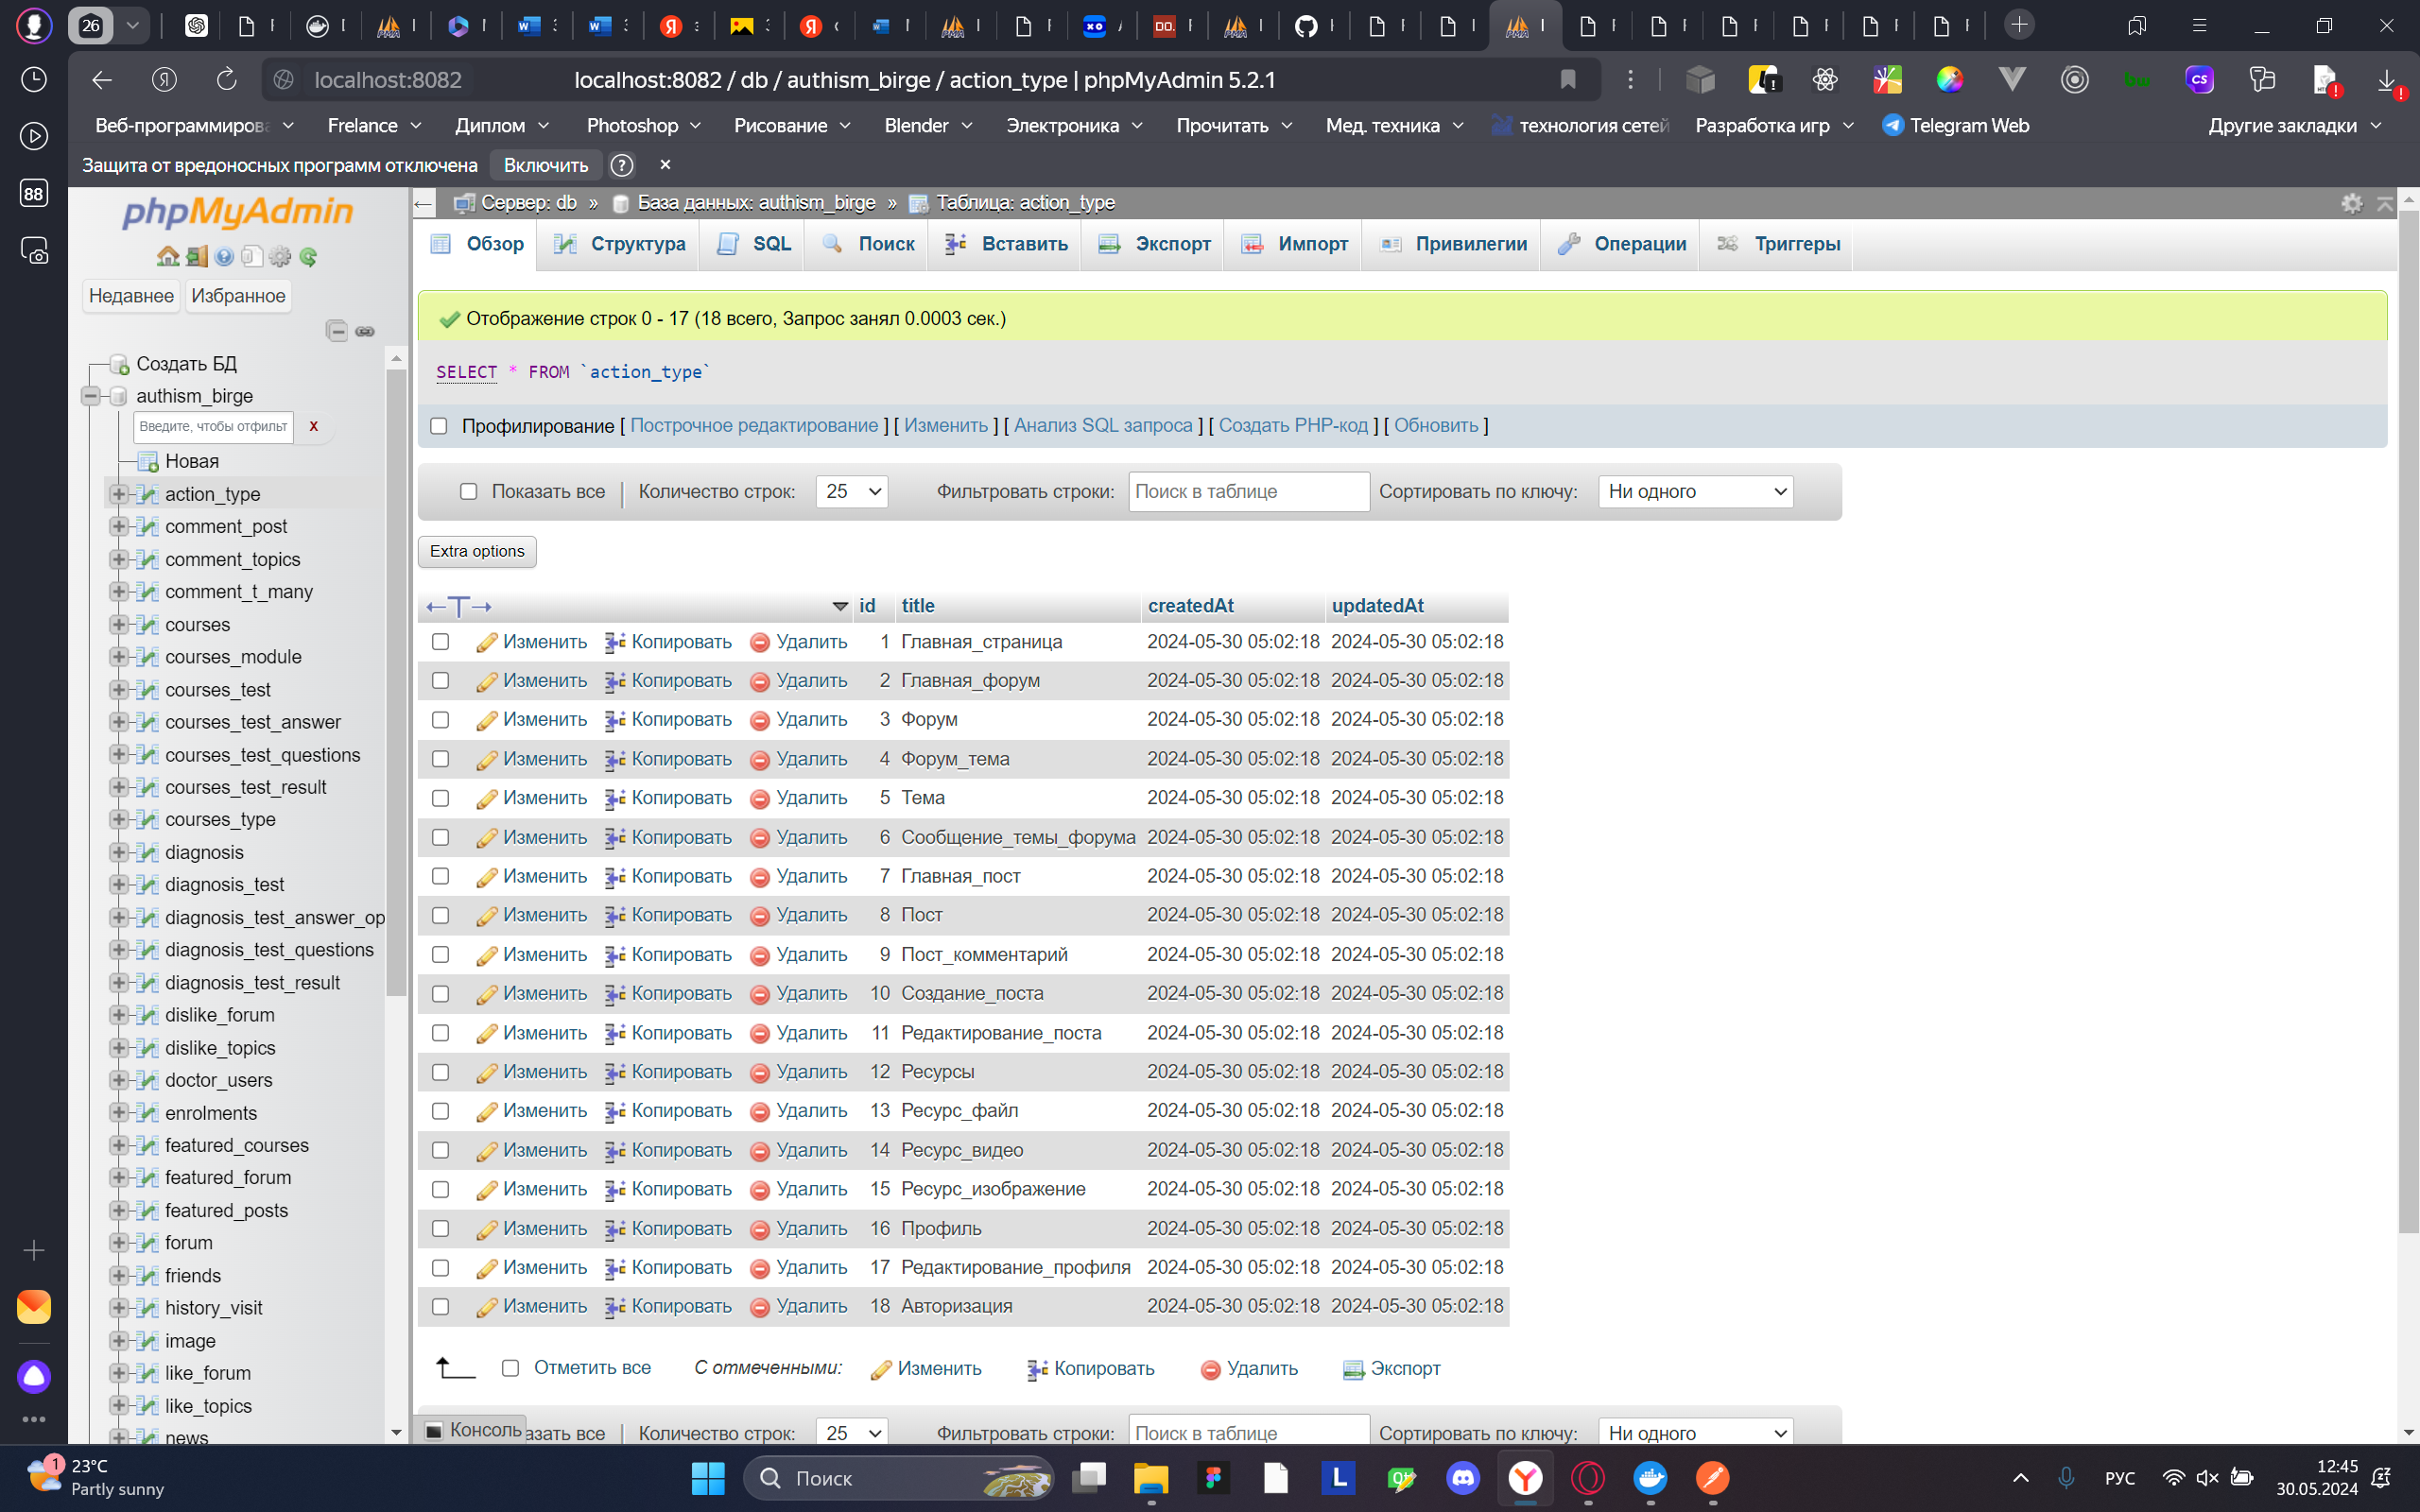 26
localhost:8082
localhost:8082 / db / authism_birge / action_type | phpMyAdmin 5.2.1
Веб-программирова
Frelance
Диплом
Photoshop
Рисование
Blender
Электроника
Прочитать
Мед. техника
технология сетей
Разработка игр
Telegram Web
Другие закладки
Защита от вредоносных программ отключена
Включить
88
phpMyAdmin
Недавнее
Избранное
Создать БД
authism_birge
Введите, чтобы отфильт
X
Новая
action_type
comment_post
comment_topics
comment_t_many
courses
courses_module
courses_test
courses_test_answer
courses_test_questions
courses_test_result
courses_type
diagnosis
diagnosis_test
diagnosis_test_answer_op
diagnosis_test_questions
diagnosis_test_result
dislike_forum
dislike_topics
doctor_users
enrolments
featured_courses
featured_forum
featured_posts
forum
friends
history_visit
image
like_forum
like_topics
news
Сервер: db » База данных: authism_birge » Таблица: action_type
Обзор
Структура
SQL
Поиск
Вставить
Экспорт
Импорт
Привилегии
Операции
Триггеры
Отображение строк 0 - 17 (18 всего, Запрос занял 0.0003 сек.)
SELECT * FROM `action_type`
Профилирование [ Построчное редактирование ] [ Изменить ] [ Анализ SQL запроса ] [ Создать PHP-код ] [ Обновить ]
Показать все | Количество строк: 25 Фильтровать строки: Поиск в таблице Сортировать по ключу: Ни одного
Extra options
←T→ id title createdAt updatedAt
Изменить Копировать Удалить 1 Главная_страница 2024-05-30 05:02:18 2024-05-30 05:02:18
Изменить Копировать Удалить 2 Главная_форум 2024-05-30 05:02:18 2024-05-30 05:02:18
Изменить Копировать Удалить 3 Форум 2024-05-30 05:02:18 2024-05-30 05:02:18
Изменить Копировать Удалить 4 Форум_тема 2024-05-30 05:02:18 2024-05-30 05:02:18
Изменить Копировать Удалить 5 Тема 2024-05-30 05:02:18 2024-05-30 05:02:18
Изменить Копировать Удалить 6 Сообщение_темы_форума 2024-05-30 05:02:18 2024-05-30 05:02:18
Изменить Копировать Удалить 7 Главная_пост 2024-05-30 05:02:18 2024-05-30 05:02:18
Изменить Копировать Удалить 8 Пост 2024-05-30 05:02:18 2024-05-30 05:02:18
Изменить Копировать Удалить 9 Пост_комментарий 2024-05-30 05:02:18 2024-05-30 05:02:18
Изменить Копировать Удалить 10 Создание_поста 2024-05-30 05:02:18 2024-05-30 05:02:18
Изменить Копировать Удалить 11 Редактирование_поста 2024-05-30 05:02:18 2024-05-30 05:02:18
Изменить Копировать Удалить 12 Ресурсы 2024-05-30 05:02:18 2024-05-30 05:02:18
Изменить Копировать Удалить 13 Ресурс_файл 2024-05-30 05:02:18 2024-05-30 05:02:18
Изменить Копировать Удалить 14 Ресурс_видео 2024-05-30 05:02:18 2024-05-30 05:02:18
Изменить Копировать Удалить 15 Ресурс_изображение 2024-05-30 05:02:18 2024-05-30 05:02:18
Изменить Копировать Удалить 16 Профиль 2024-05-30 05:02:18 2024-05-30 05:02:18
Изменить Копировать Удалить 17 Редактирование_профиля 2024-05-30 05:02:18 2024-05-30 05:02:18
Изменить Копировать Удалить 18 Авторизация 2024-05-30 05:02:18 2024-05-30 05:02:18
Отметить все С отмеченными: Изменить Копировать Удалить Экспорт
Консоль
азать все | Количество строк: 25 Фильтровать строки: Поиск в таблице Сортировать по ключу: Ни одного
1
23°C
Partly sunny
Поиск
РУС
12:45
30.05.2024